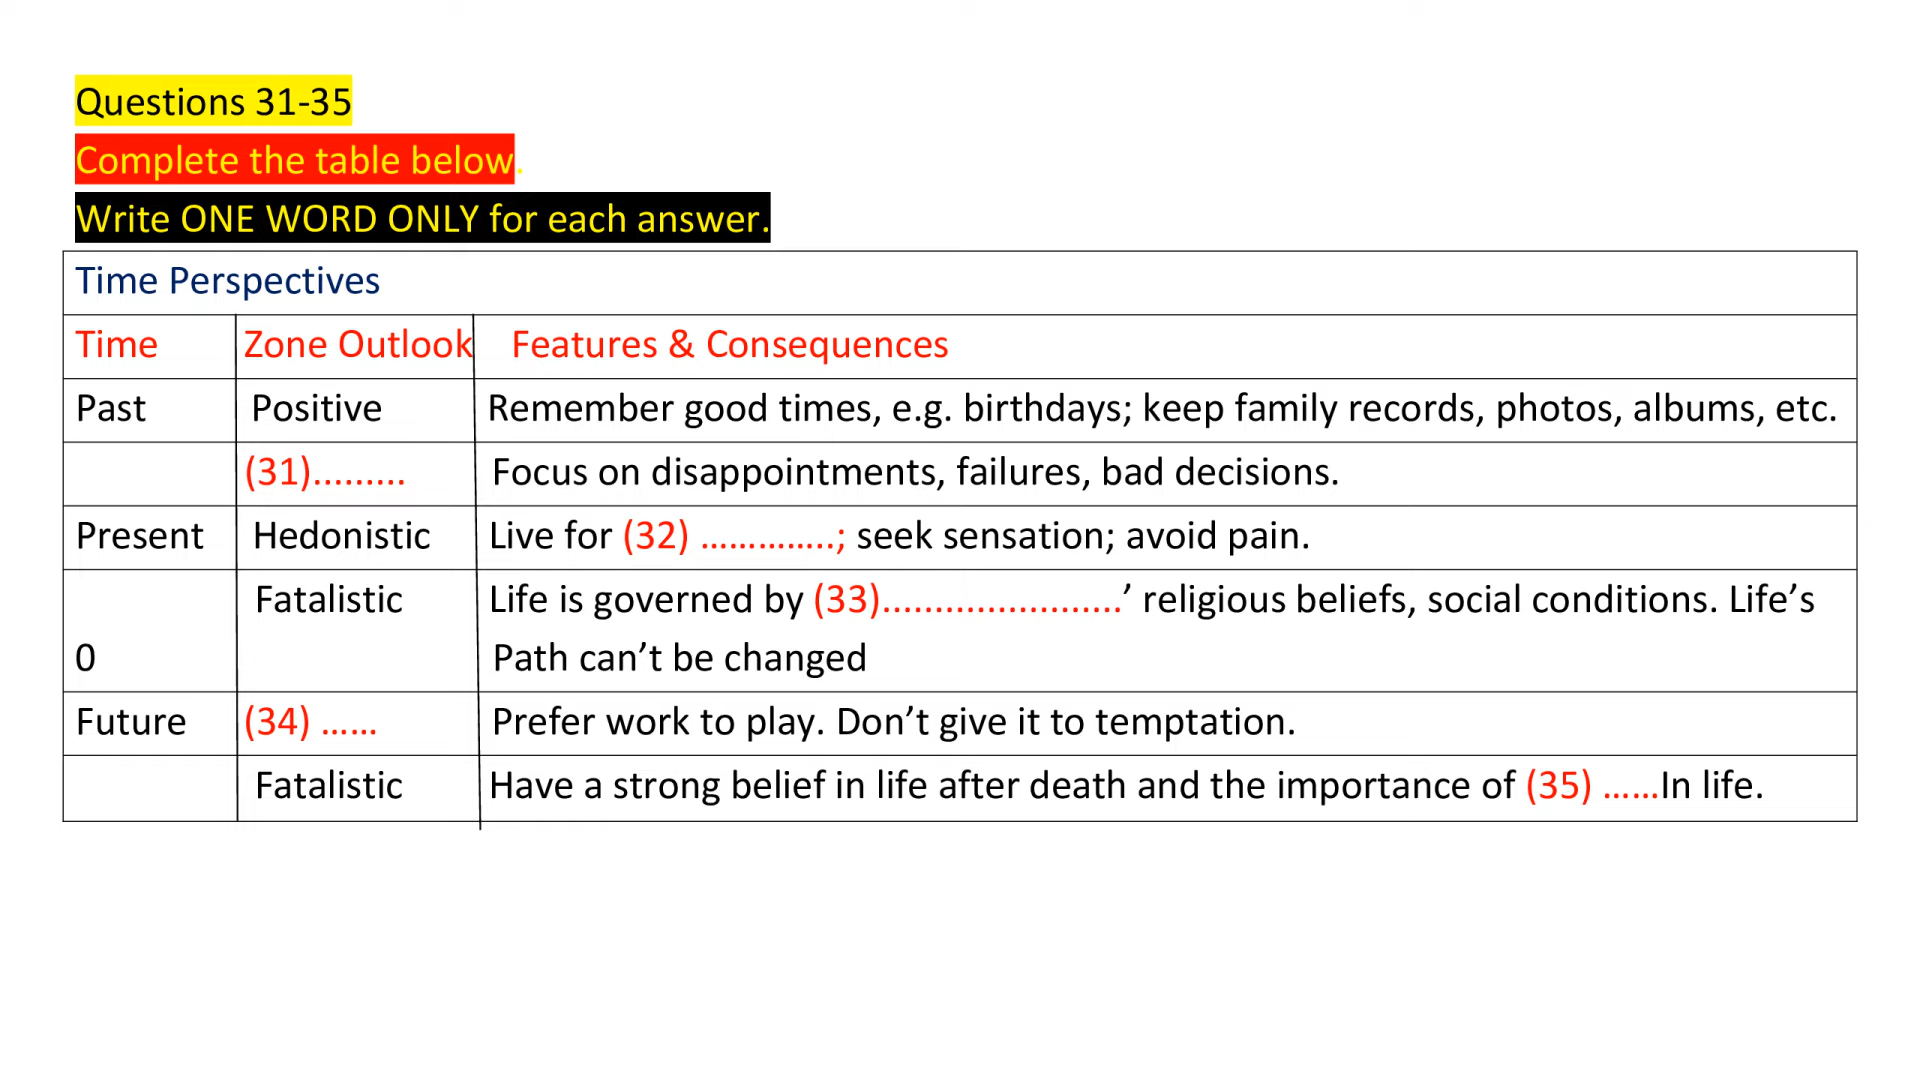 Questions 31-35
Complete the table below.
Write ONE WORD ONLY for each answer.
Time Perspectives
Time Zone Outlook Features & Consequences
Past Positive Remember good times, e.g. birthdays; keep family records, photos, albums, etc.
(31)......... Focus on disappointments, failures, bad decisions.
Present Hedonistic Live for (32) …………..; seek sensation; avoid pain.
Fatalistic Life is governed by (33).......................’ religious beliefs, social conditions. Life’s
0 Path can’t be changed
Future (34) …… Prefer work to play. Don’t give it to temptation.
Fatalistic Have a strong belief in life after death and the importance of (35) ……In life.